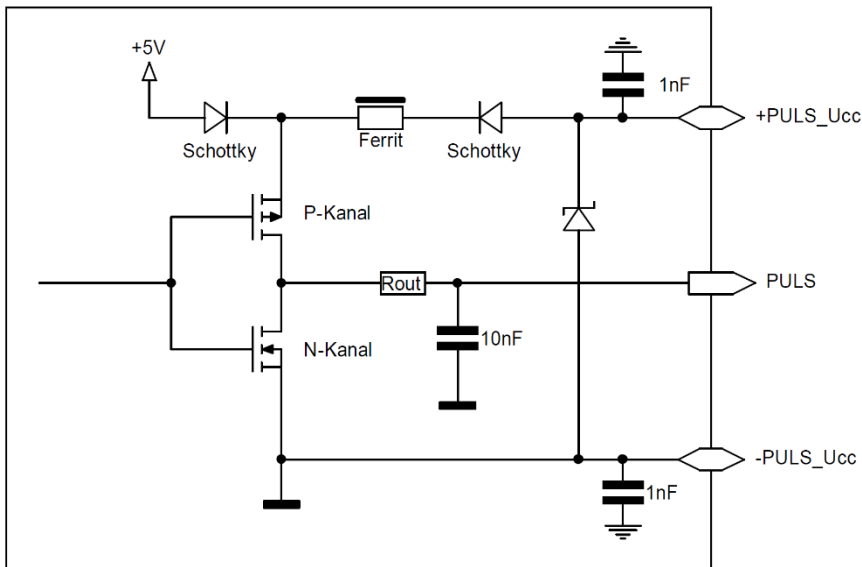 +5V
1nF
+PULS_Ucc
Schottky
Ferrit
Schottky
P-Kanal
Rout
PULS
10nF
N-Kanal
-PULS_Ucc
1nF